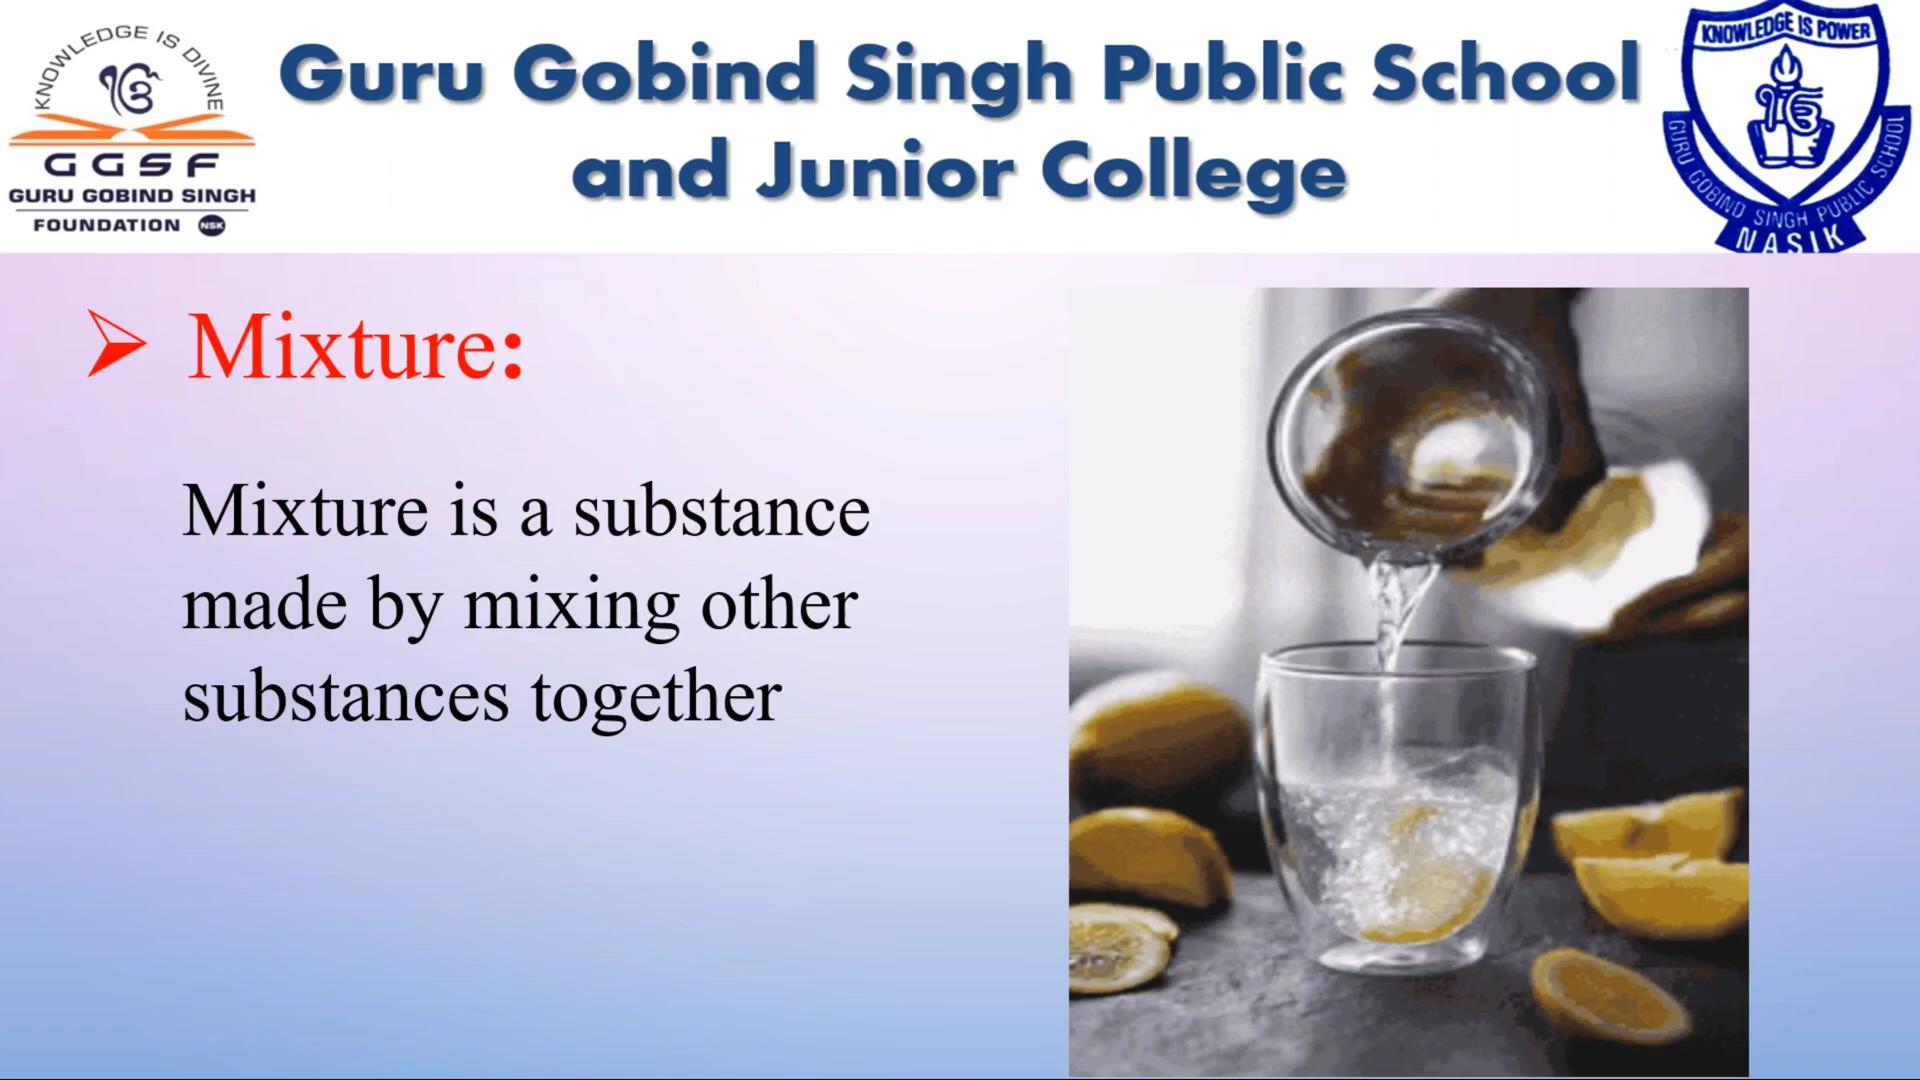 KNOWLEDGE IS DIVINE
GGSF
GURU GOBIND SINGH
FOUNDATION NSK
Guru Gobind Singh Public School
and Junior College
KNOWLEDGE IS POWER
GURU GOBIND SINGH PUBLIC SCHOOL
NASIK
Mixture:
Mixture is a substance
made by mixing other
substances together